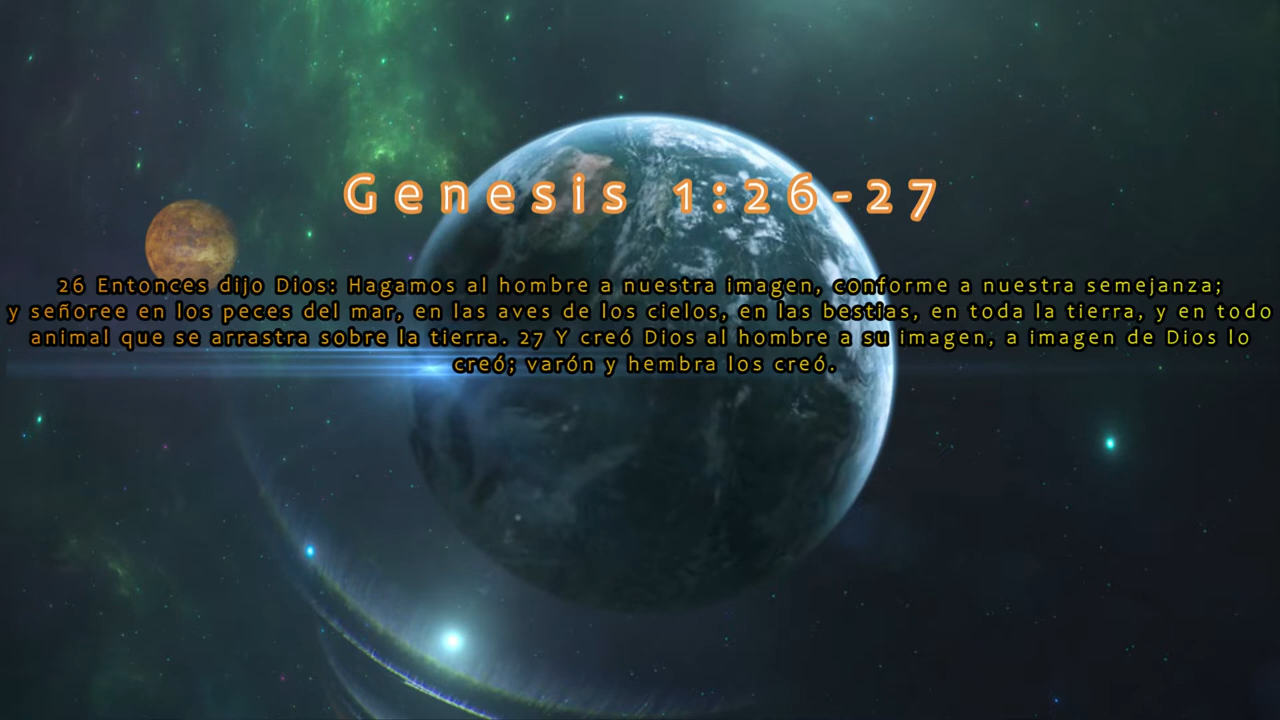 Genesis 1:26-27
26 Entonces dijo Dios: Hagamos al hombre a nuestra imagen, conforme a nuestra semejanza;
y señoree en los peces del mar, en las aves de los cielos, en las bestias, en toda la tierra, y en todo
animal que se arrastra sobre la tierra. 27 Y creó Dios al hombre a su imagen, a imagen de Dios lo
creó; varón y hembra los creó.